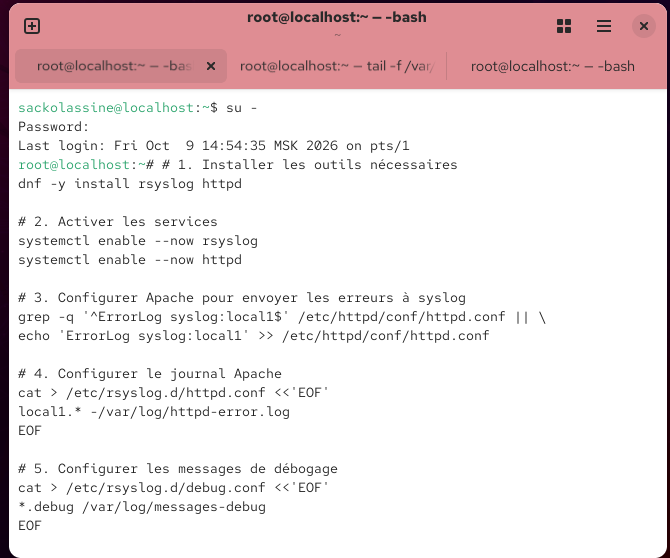 root@localhost:~ — -bash
~
root@localhost:~ — -bas
root@localhost:~ — tail -f /var/
root@localhost:~ — -bash
sackolassine@localhost:~$ su -
Password:
Last login: Fri Oct  9 14:54:35 MSK 2026 on pts/1
root@localhost:~# # 1. Installer les outils nécessaires
dnf -y install rsyslog httpd
# 2. Activer les services
systemctl enable --now rsyslog
systemctl enable --now httpd
# 3. Configurer Apache pour envoyer les erreurs à syslog
grep -q '^ErrorLog syslog:local1$' /etc/httpd/conf/httpd.conf || \
echo 'ErrorLog syslog:local1' >> /etc/httpd/conf/httpd.conf
# 4. Configurer le journal Apache
cat > /etc/rsyslog.d/httpd.conf <<'EOF'
local1.* -/var/log/httpd-error.log
EOF
# 5. Configurer les messages de débogage
cat > /etc/rsyslog.d/debug.conf <<'EOF'
*.debug /var/log/messages-debug
EOF